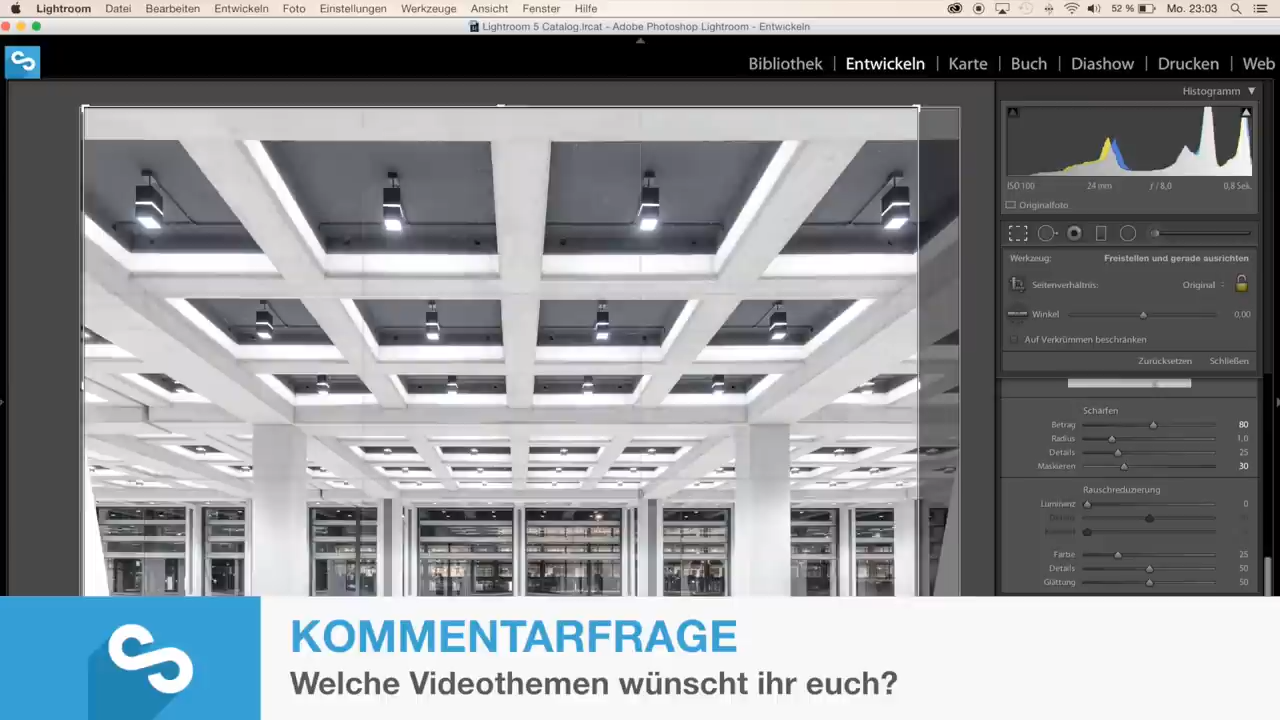 Lightroom Datei Bearbeiten Entwickeln Foto Einstellungen Werkzeuge Ansicht Fenster Hilfe 52 % Mo. 23:03
Lightroom 5 Catalog.lrcat - Adobe Photoshop Lightroom - Entwickeln
Bibliothek | Entwickeln | Karte | Buch | Diashow | Drucken | Web
Histogramm
ISO 100 24 mm ƒ / 8,0 0,8 Sek.
Originalfoto
Werkzeug: Freistellen und gerade ausrichten
Seitenverhältnis: Original
Winkel 0,00
Auf Verkrümmen beschränken
Zurücksetzen Schließen
Schärfen
Betrag 80
Radius 1,0
Details 25
Maskieren 30
Rauschreduzierung
Luminenz 0
Farbe 25
Details 50
Glättung 50
KOMMENTARFRAGE
Welche Videothemen wünscht ihr euch?